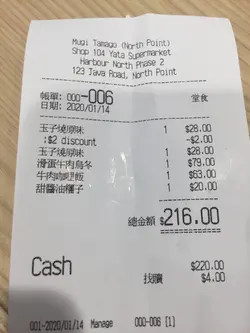 Mugi Tamago (North Point)
Shop 104 Yata Supermarket
Harbour North Phase 2
123 Java Road, North Point
帳單: 000-006 堂食
日期: 2020/01/14
玉子燒原味 1 $28.00
:$2 discount -$2.00
玉子燒原味 1 $28.00
滑蛋牛肉烏冬 1 $79.00
牛肉咖哩飯 1 $63.00
甜醬油糰子 1 $20.00
總金額 $216.00
Cash $220.00
找續 $4.00
001-2020/01/14 Manage 000-006 [1]